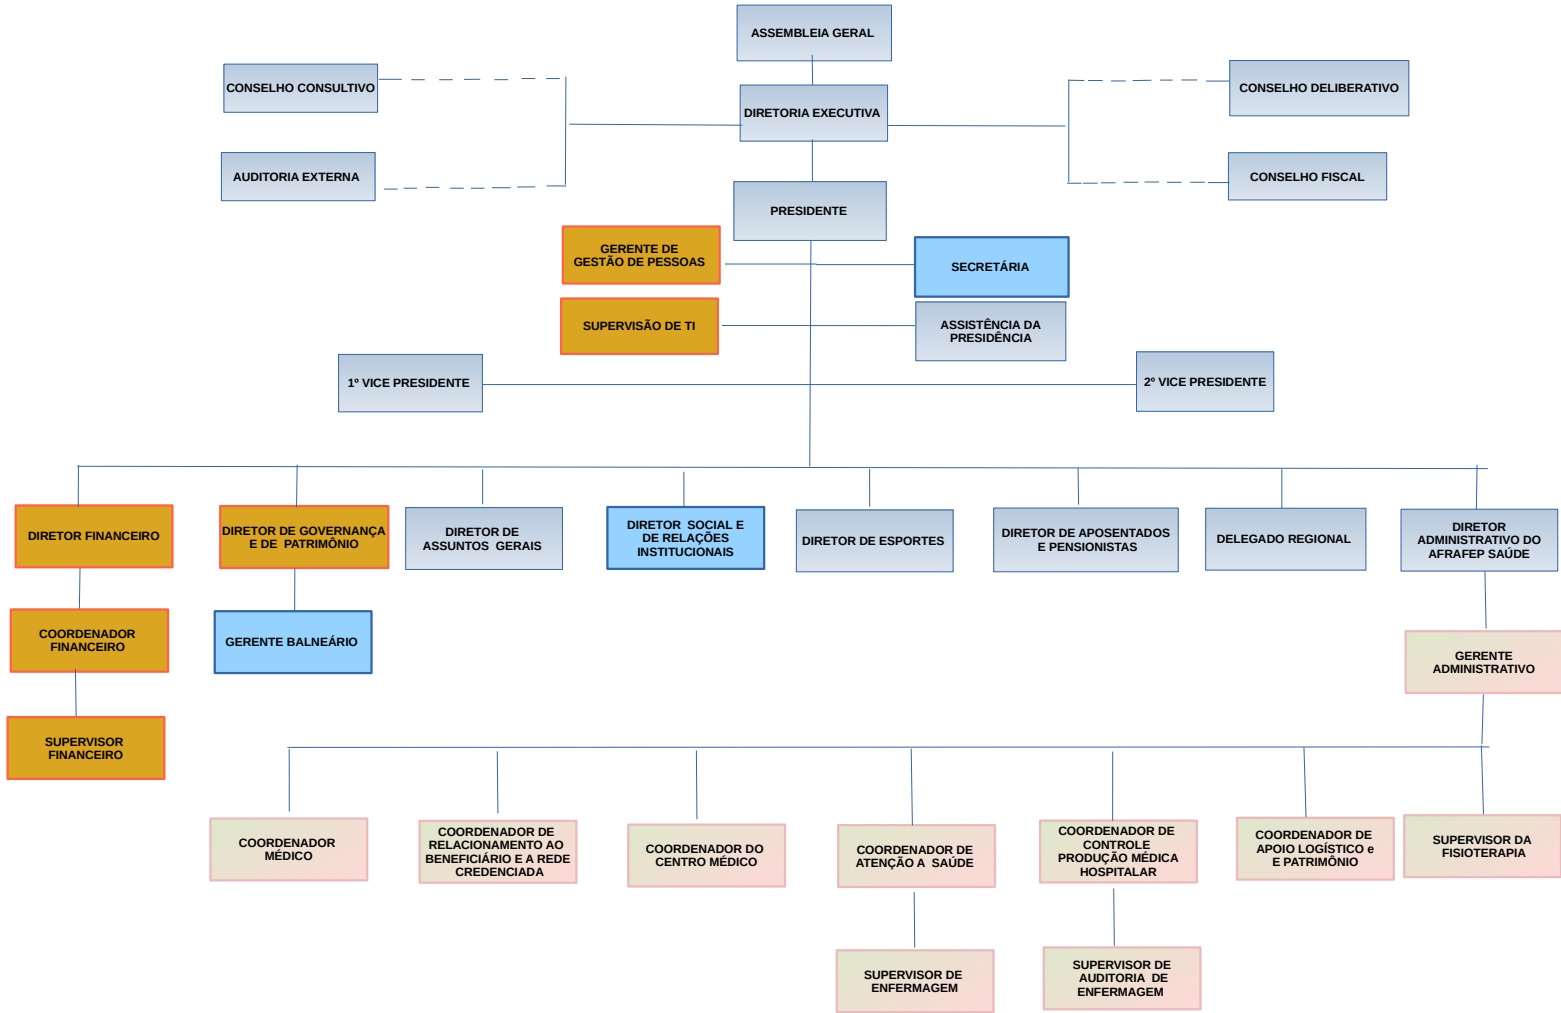 ASSEMBLEIA GERAL
CONSELHO CONSULTIVO
DIRETORIA EXECUTIVA
CONSELHO DELIBERATIVO
AUDITORIA EXTERNA
CONSELHO FISCAL
PRESIDENTE
GERENTE DE
GESTÃO DE PESSOAS
SECRETÁRIA
SUPERVISÃO DE TI
ASSISTÊNCIA DA
PRESIDÊNCIA
1º VICE PRESIDENTE
2º VICE PRESIDENTE
DIRETOR FINANCEIRO
DIRETOR DE GOVERNANÇA
E DE PATRIMÔNIO
DIRETOR DE
ASSUNTOS GERAIS
DIRETOR SOCIAL E
DE RELAÇÕES
INSTITUCIONAIS
DIRETOR DE ESPORTES
DIRETOR DE APOSENTADOS
E PENSIONISTAS
DELEGADO REGIONAL
DIRETOR
ADMINISTRATIVO DO
AFRAFEP SAÚDE
COORDENADOR
FINANCEIRO
GERENTE BALNEÁRIO
GERENTE
ADMINISTRATIVO
SUPERVISOR
FINANCEIRO
COORDENADOR
MÉDICO
COORDENADOR DE
RELACIONAMENTO AO
BENEFICIÁRIO E A REDE
CREDENCIADA
COORDENADOR DO
CENTRO MÉDICO
COORDENADOR DE
ATENÇÃO A SAÚDE
COORDENADOR DE
CONTROLE
PRODUÇÃO MÉDICA
HOSPITALAR
COORDENADOR DE
APOIO LOGÍSTICO e
E PATRIMÔNIO
SUPERVISOR DA
FISIOTERAPIA
SUPERVISOR DE
ENFERMAGEM
SUPERVISOR DE
AUDITORIA DE
ENFERMAGEM